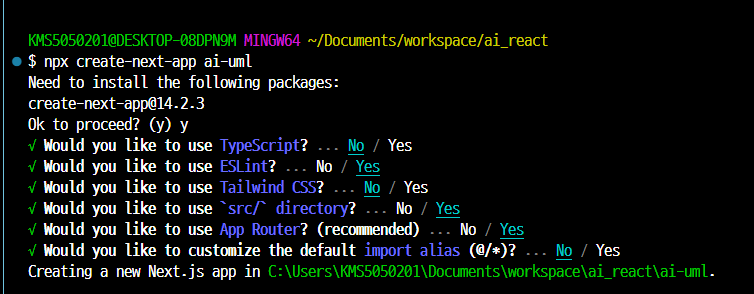 KMS5050201@DESKTOP-08DPN9M MINGW64 ~/Documents/workspace/ai_react
$ npx create-next-app ai-uml
Need to install the following packages:
create-next-app@14.2.3
Ok to proceed? (y) y
√ Would you like to use TypeScript? ... No / Yes
√ Would you like to use ESLint? ... No / Yes
√ Would you like to use Tailwind CSS? ... No / Yes
√ Would you like to use `src/` directory? ... No / Yes
√ Would you like to use App Router? (recommended) ... No / Yes
√ Would you like to customize the default import alias (@/*)? ... No / Yes
Creating a new Next.js app in C:\Users\KMS5050201\Documents\workspace\ai_react\ai-uml.